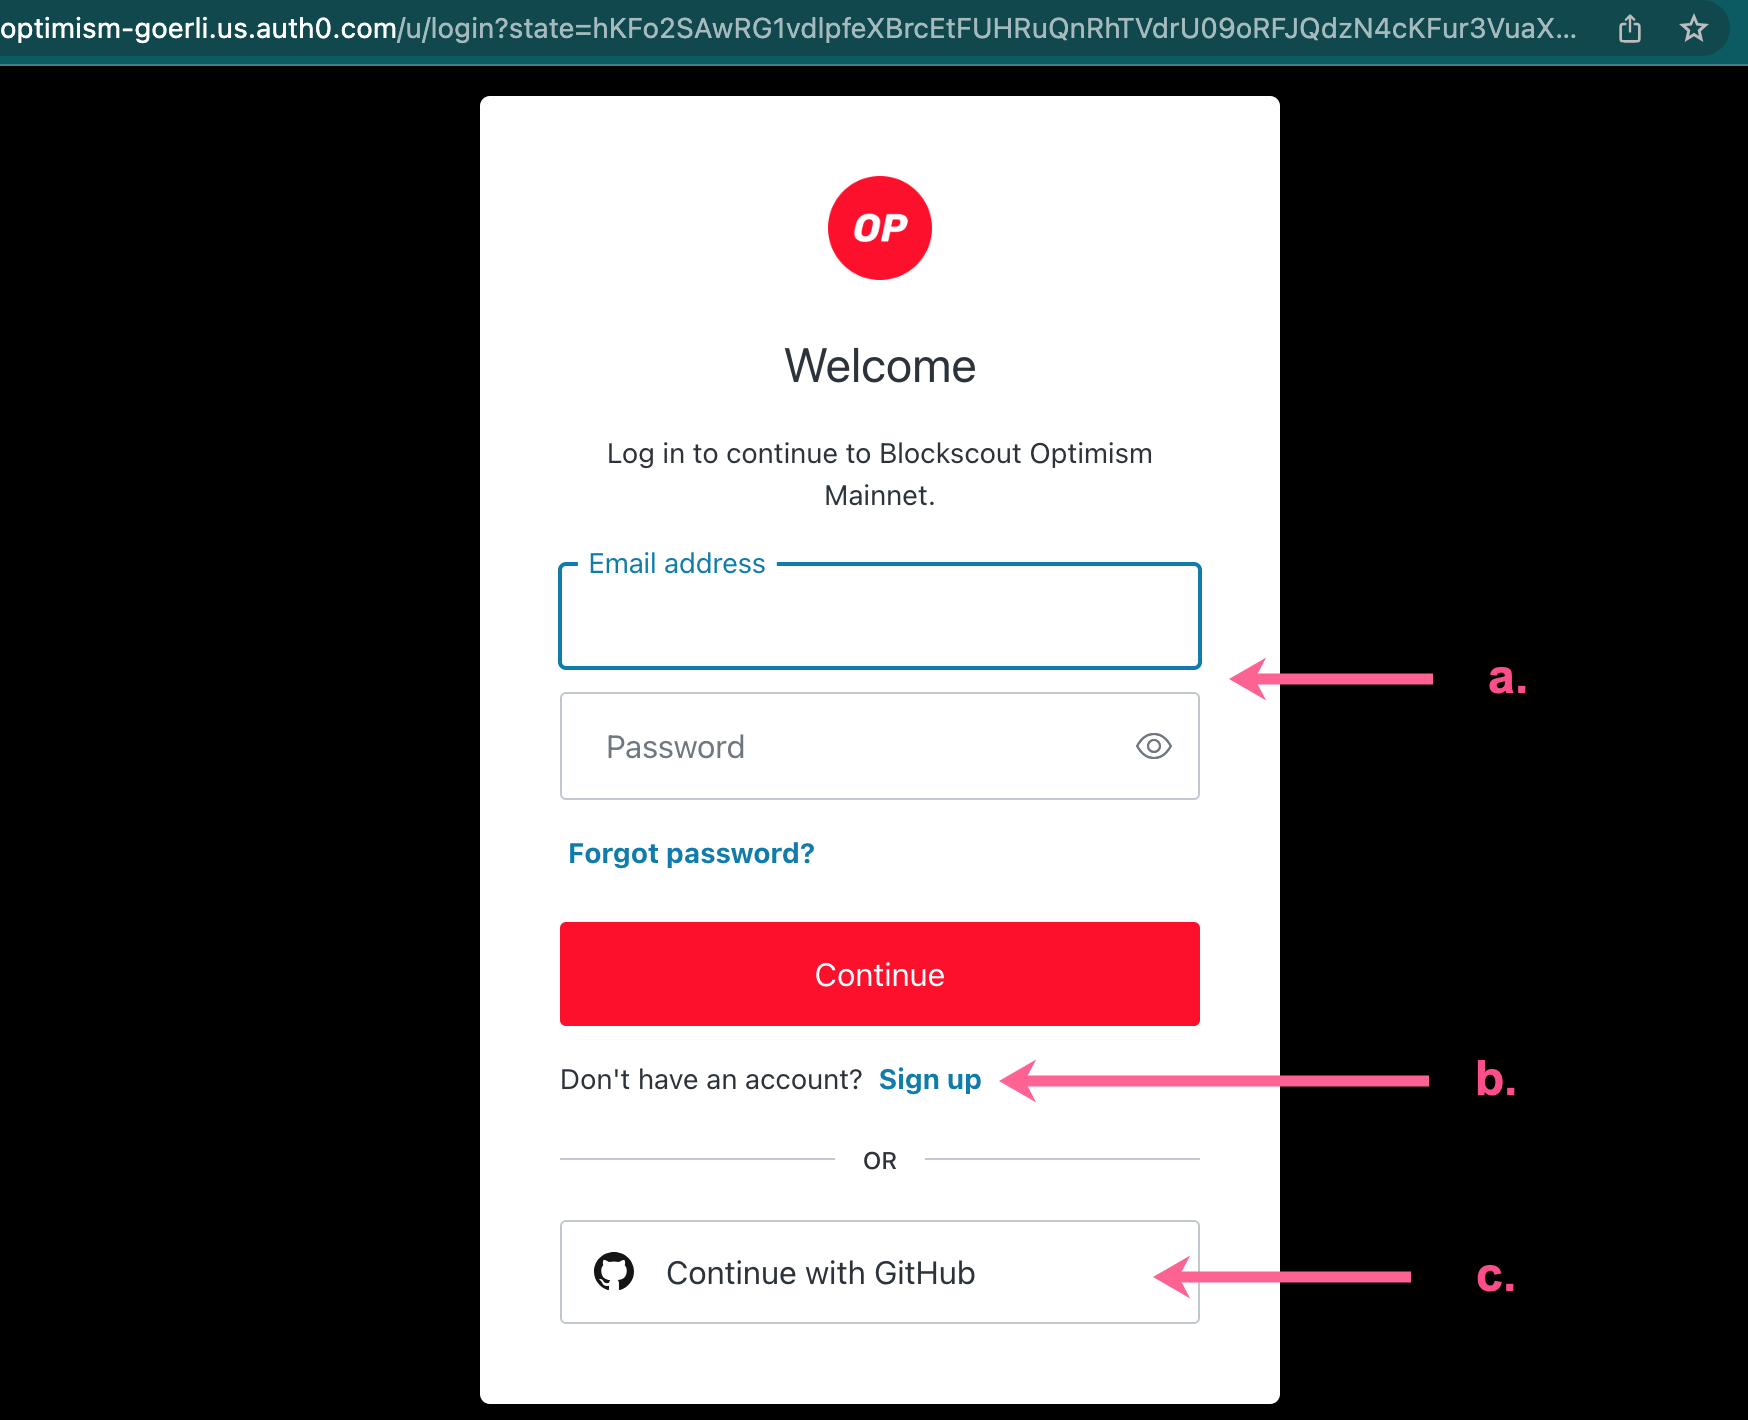 optimism-goerli.us.auth0.com/u/login?state=hKFo2SAwRG1vdlpfeXBrcEtFUHRuQnRhTVdrU09oRFJQdzN4cKFur3VuaX...
OP
Welcome
Log in to continue to Blockscout Optimism
Mainnet.
Email address
a.
Password
Forgot password?
Continue
Don't have an account? Sign up
b.
OR
Continue with GitHub
c.